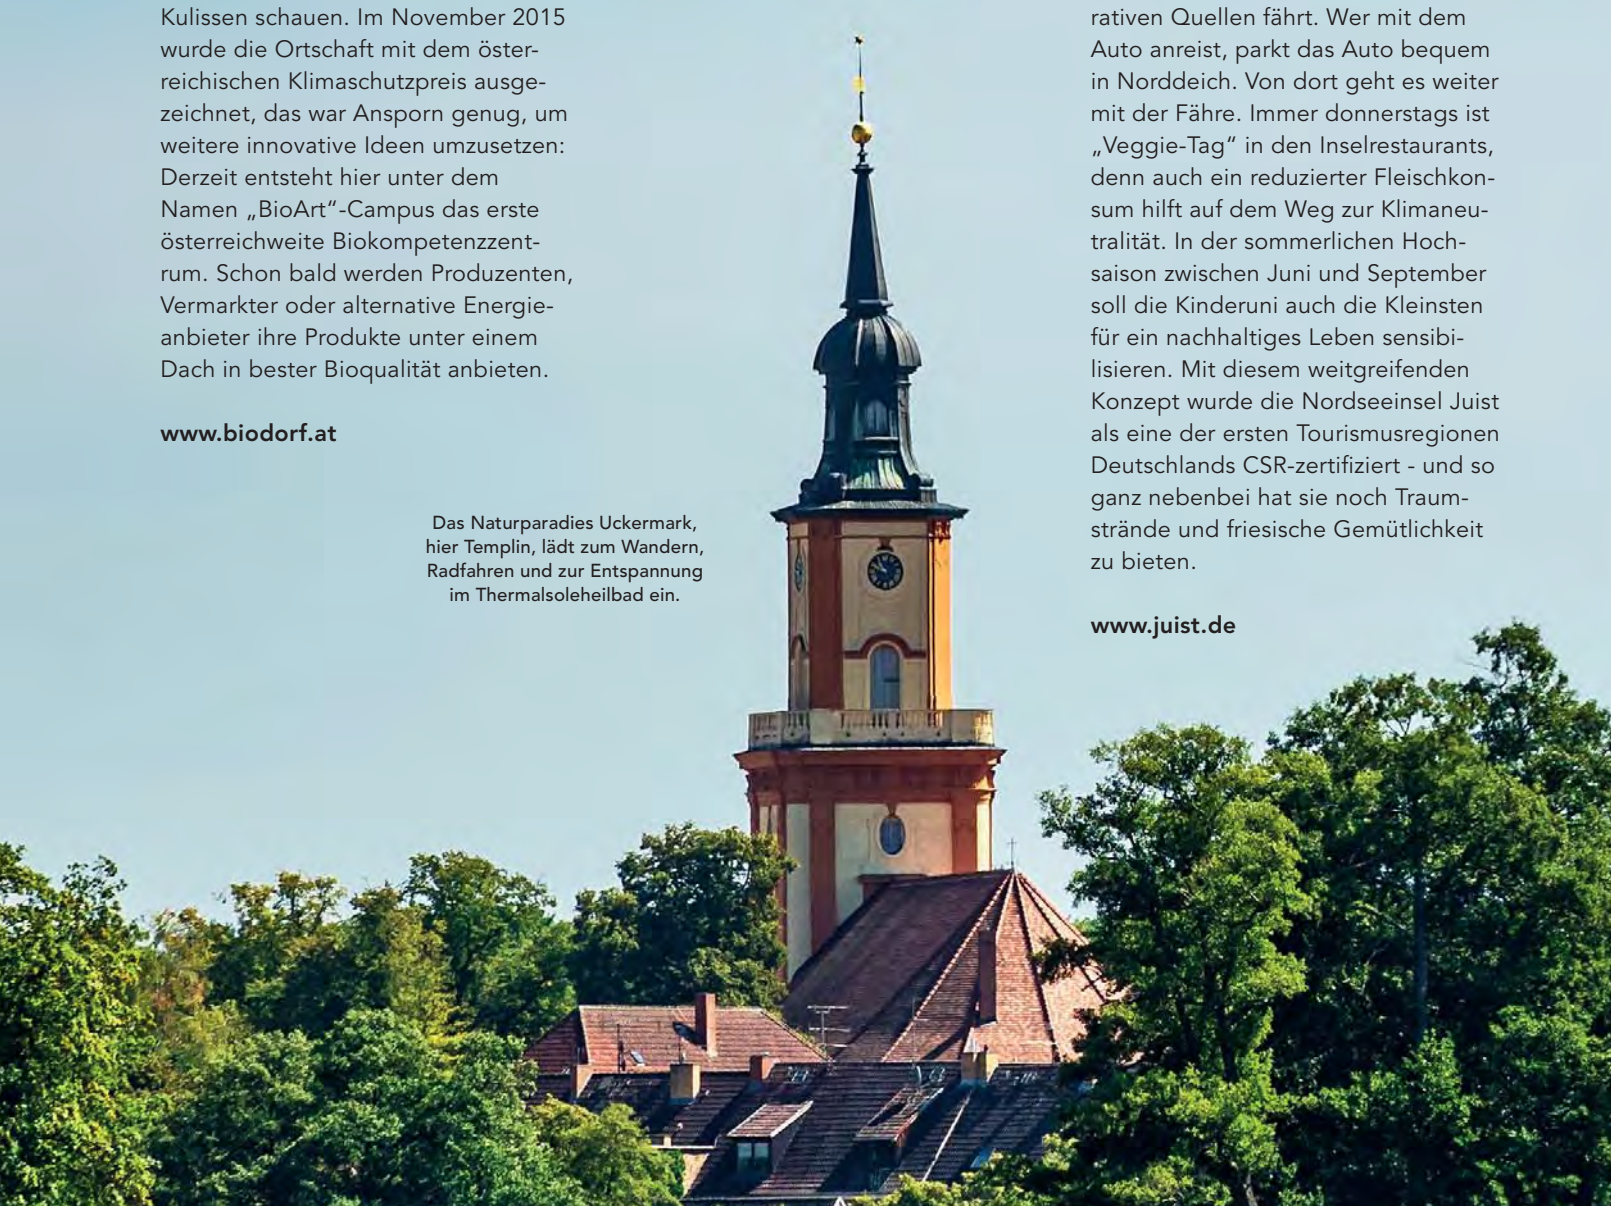 Kulissen schauen. Im November 2015
wurde die Ortschaft mit dem öster-
reichischen Klimaschutzpreis ausge-
zeichnet, das war Ansporn genug, um
weitere innovative Ideen umzusetzen:
Derzeit entsteht hier unter dem
Namen „BioArt“-Campus das erste
österreichweite Biokompetenzzent-
rum. Schon bald werden Produzenten,
Vermarkter oder alternative Energie-
anbieter ihre Produkte unter einem
Dach in bester Bioqualität anbieten.
www.biodorf.at
Das Naturparadies Uckermark,
hier Templin, lädt zum Wandern,
Radfahren und zur Entspannung
im Thermalsoleheilbad ein.
rativen Quellen fährt. Wer mit dem
Auto anreist, parkt das Auto bequem
in Norddeich. Von dort geht es weiter
mit der Fähre. Immer donnerstags ist
„Veggie-Tag“ in den Inselrestaurants,
denn auch ein reduzierter Fleischkon-
sum hilft auf dem Weg zur Klimaneu-
tralität. In der sommerlichen Hoch-
saison zwischen Juni und September
soll die Kinderuni auch die Kleinsten
für ein nachhaltiges Leben sensibi-
lisieren. Mit diesem weitgreifenden
Konzept wurde die Nordseeinsel Juist
als eine der ersten Tourismusregionen
Deutschlands CSR-zertifiziert - und so
ganz nebenbei hat sie noch Traum-
strände und friesische Gemütlichkeit
zu bieten.
www.juist.de